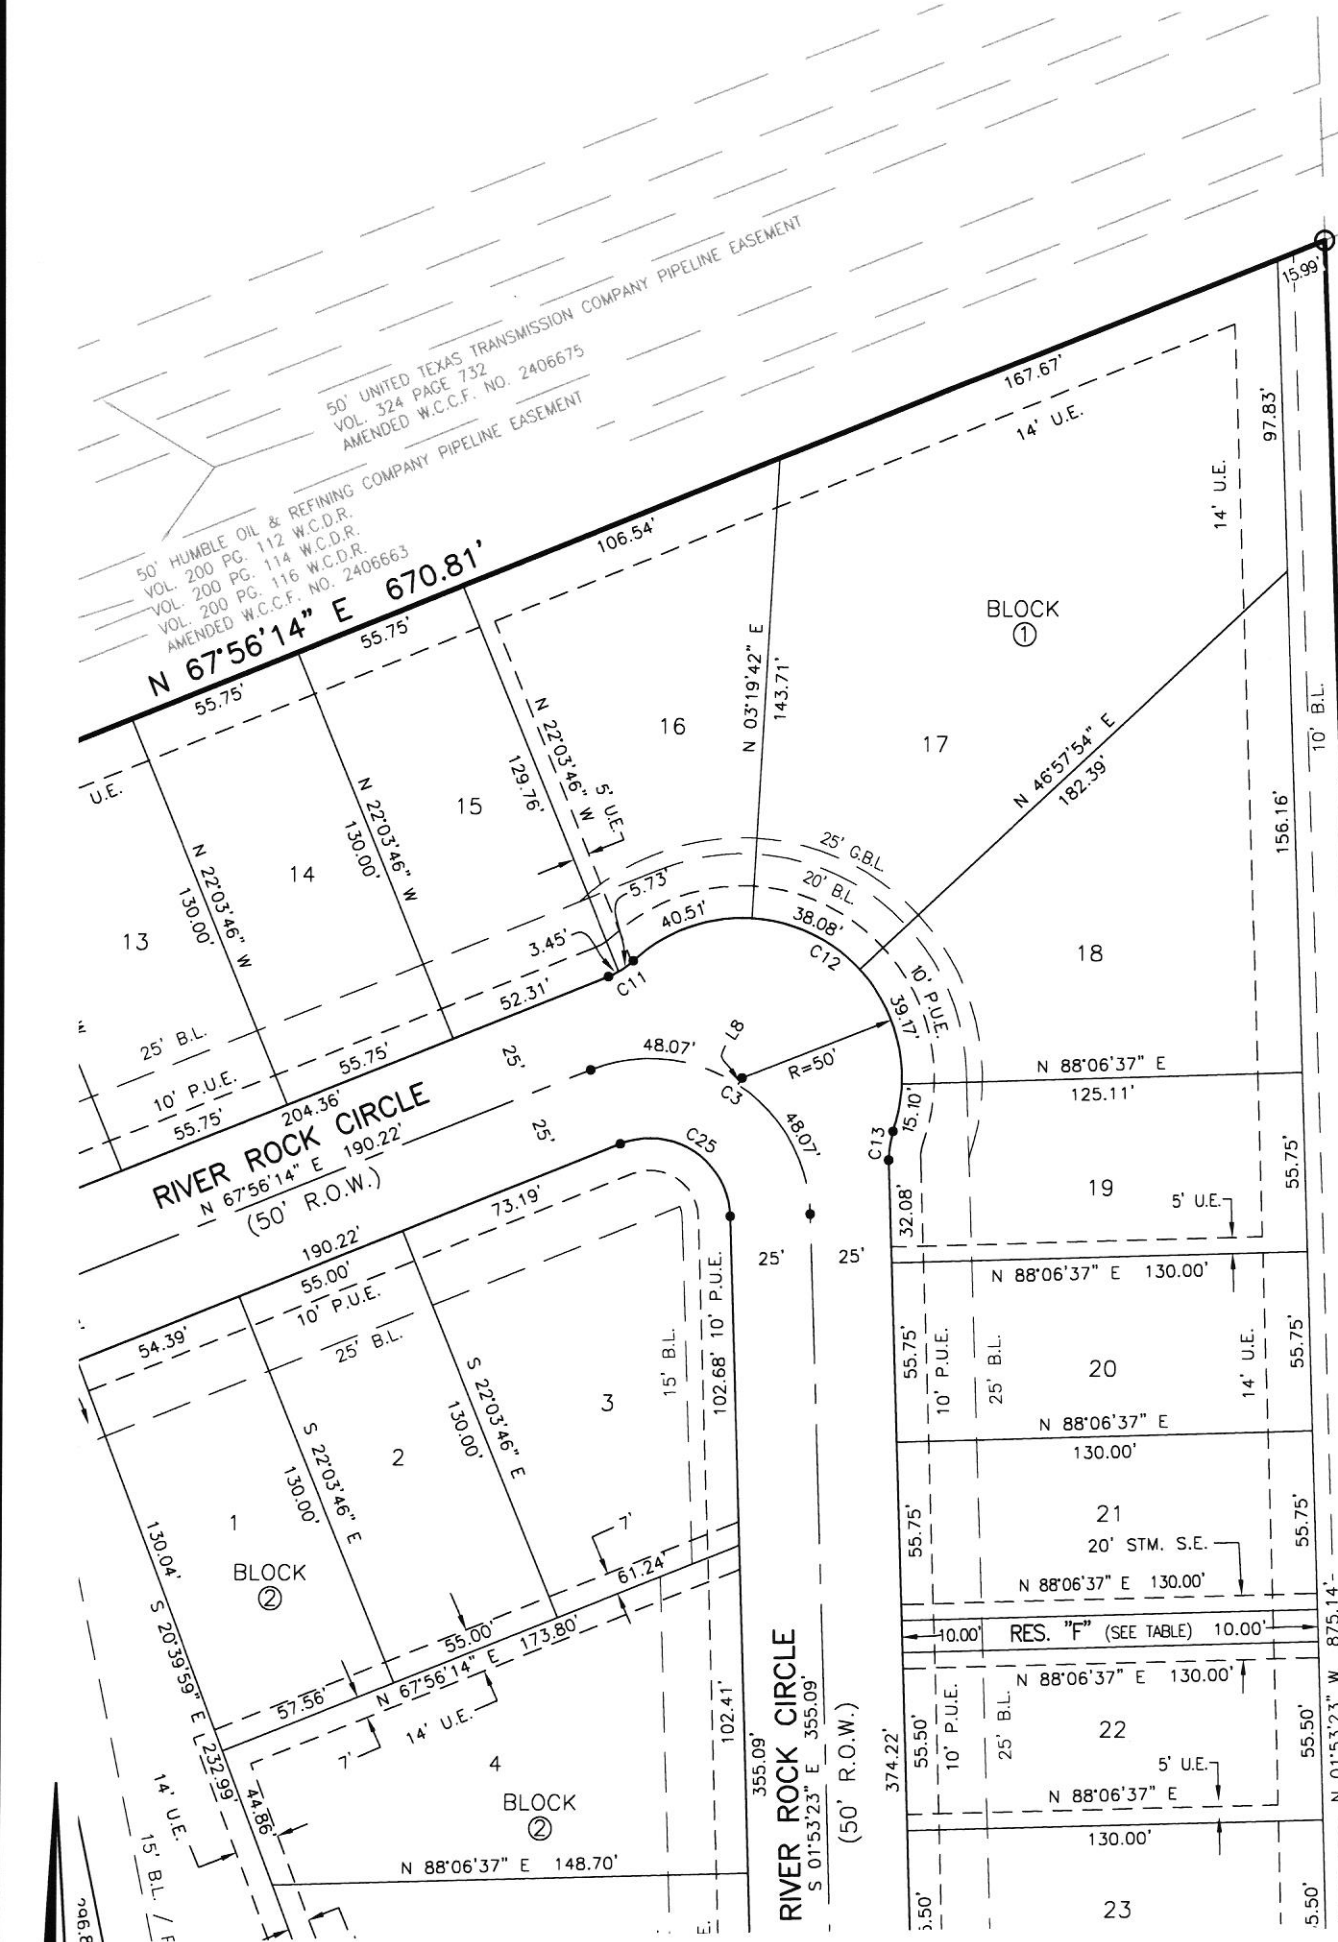 50' UNITED TEXAS TRANSMISSION COMPANY PIPELINE EASEMENT
VOL. 324 PAGE 732
AMENDED W.C.C.F. NO. 2406675
50' HUMBLE OIL & REFINING COMPANY PIPELINE EASEMENT
VOL. 200 PG. 112 W.C.D.R.
VOL. 200 PG. 114 W.C.D.R.
VOL. 200 PG. 116 W.C.D.R.
AMENDED W.C.C.F. NO. 2406663
N 67°56'14" E 670.81'
15.99'
167.67'
14' U.E.
97.83'
14' U.E.
106.54'
55.75'
55.75'
BLOCK
1
N 03°19'42" E
143.71'
16
17
N 46°57'54" E
182.39'
10' B.L.
156.16'
U.E.
N 22°03'46" W
129.76'
N 22°03'46" W
5' U.E.
15
N 22°03'46" W
130.00'
14
N 22°03'46" W
130.00'
13
25' G.B.L.
20' B.L.
5.73'
40.51'
38.08'
C12
3.45'
C11
10' P.U.E.
39.17'
18
52.31'
25' B.L.
10' P.U.E.
55.75'
55.75'
204.36'
25'
48.07'
L8
R=50'
C3
N 88°06'37" E
125.11'
RIVER ROCK CIRCLE
N 67°56'14" E 190.22'
(50' R.O.W.)
25'
C25
48.07'
15.10'
C13
55.75'
19
5' U.E.
32.08'
73.19'
190.22'
55.00'
10' P.U.E.
54.39'
25' B.L.
25'
25'
N 88°06'37" E 130.00'
10' P.U.E.
102.68'
15' B.L.
55.75'
10' P.U.E.
25' B.L.
20
14' U.E.
55.75'
S 22°03'46" E
130.00'
3
2
N 88°06'37" E
130.00'
S 22°03'46" E
130.00'
1
BLOCK
2
130.04'
S 20°39'59" E 232.99'
7'
61.24'
55.75'
21
55.75'
20' STM. S.E.
N 88°06'37" E 130.00'
10.00' RES. "F" (SEE TABLE) 10.00'
N 88°06'37" E 130.00'
875.14'
N 01°53'23" W
55.00'
57.56'
N 67°56'14" E 173.80'
14' U.E.
7'
4
BLOCK
2
102.41'
355.09'
RIVER ROCK CIRCLE
S 01°53'23" E 355.09'
(50' R.O.W.)
374.22'
55.50'
10' P.U.E.
25' B.L.
22
5' U.E.
55.50'
N 88°06'37" E
130.00'
44.86'
14' U.E.
15' B.L. /
N 88°06'37" E 148.70'
23